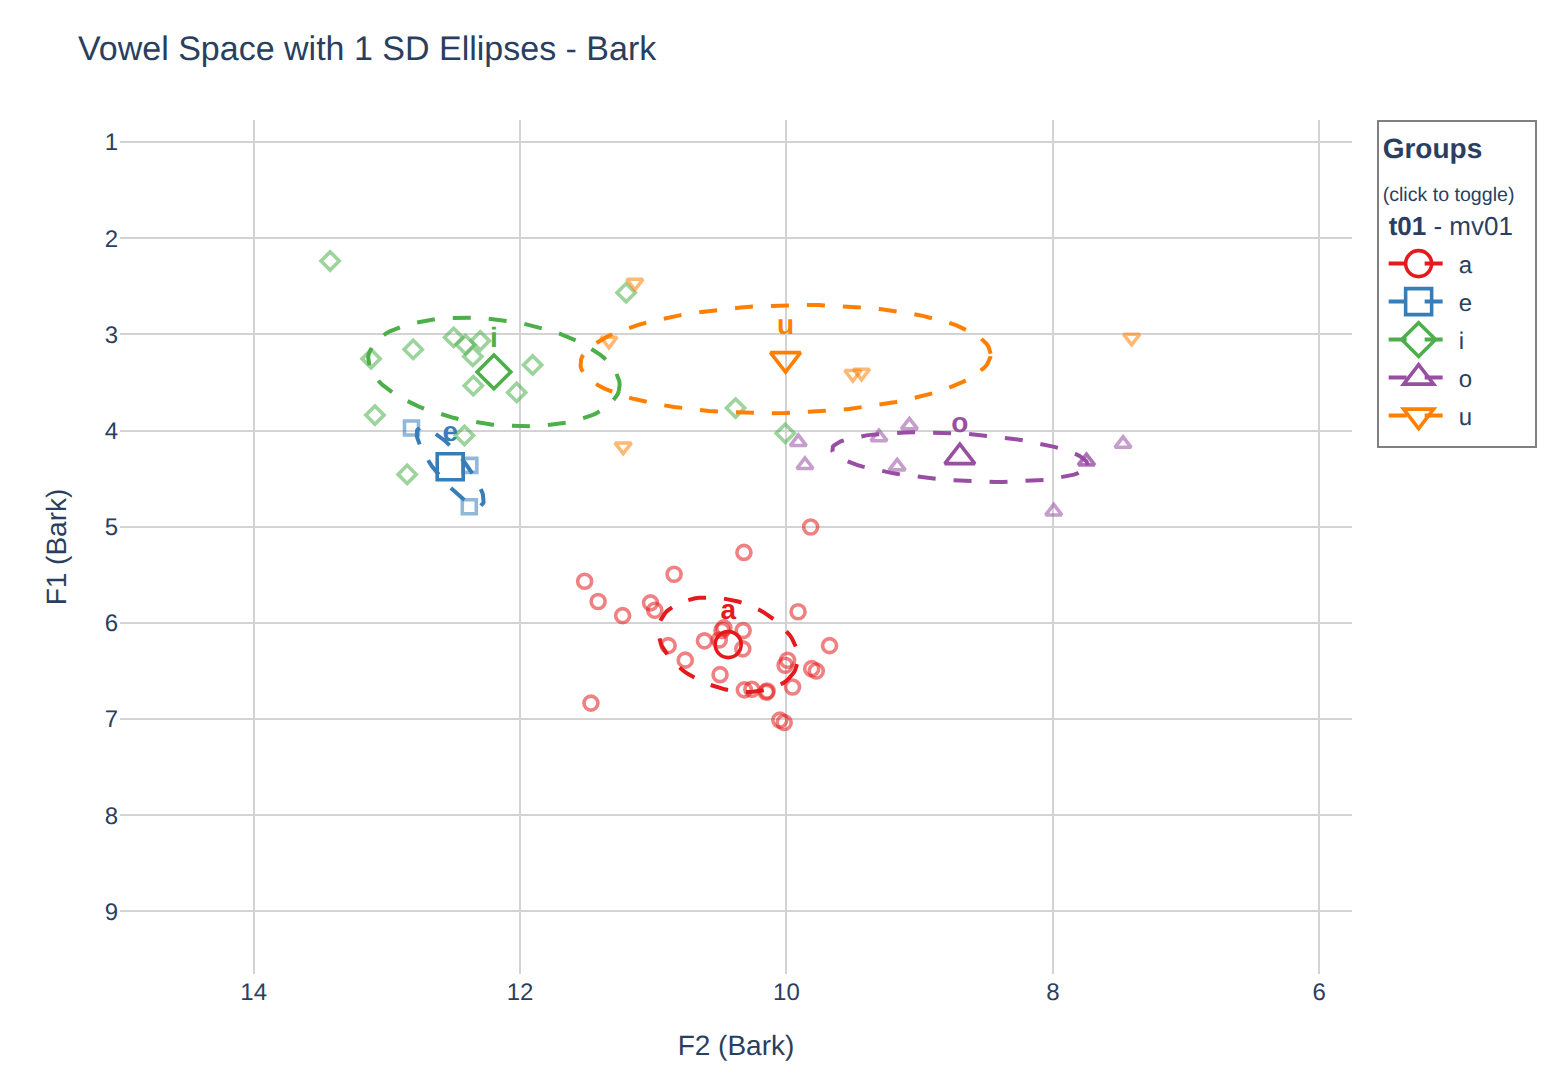 Vowel Space with 1 SD Ellipses - Bark
1
2
3
4
5
6
7
8
9
F1 (Bark)
14
12
10
8
6
F2 (Bark)
i
u
e
o
a
Groups
(click to toggle)
t01 - mv01
a
e
i
o
u